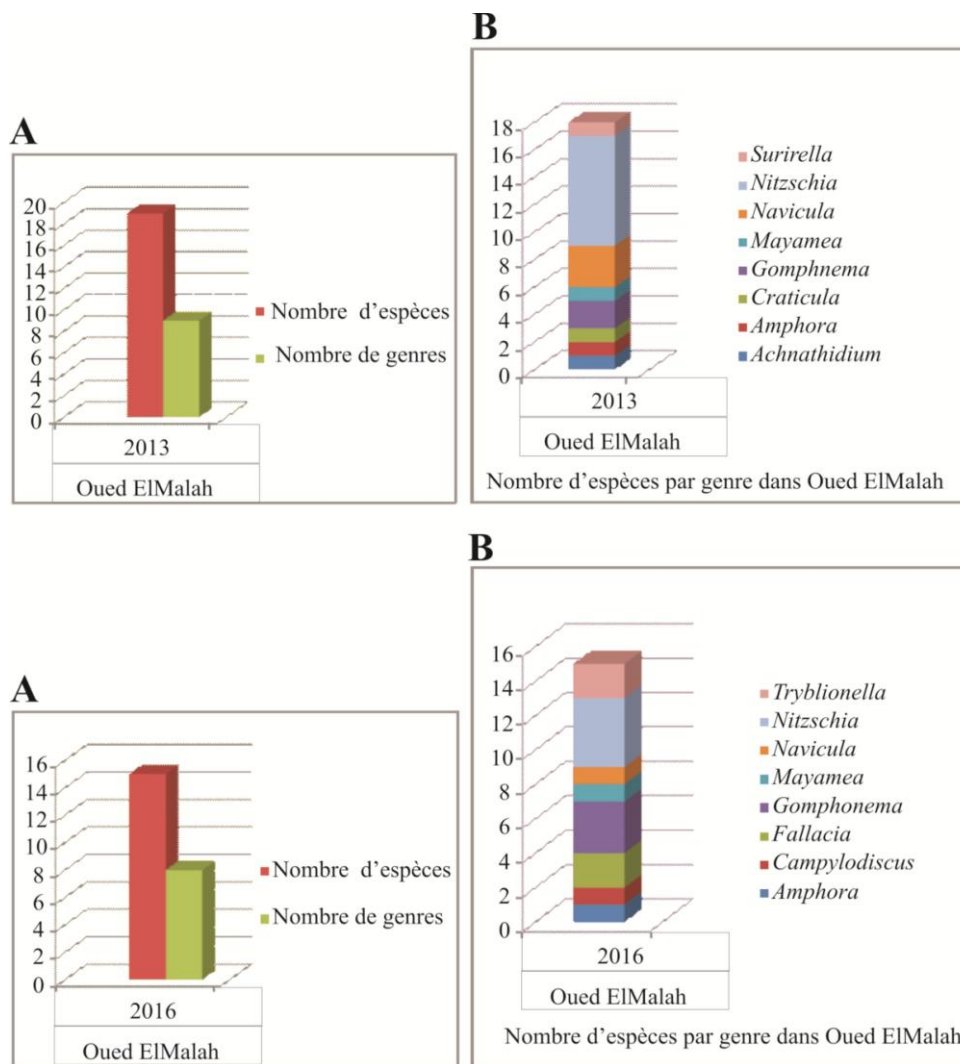 A
20
18
16
14
12
10
8
6
4
2
0
Nombre d'espèces
Nombre de genres
2013
Oued ElMalah
B
18
16
14
12
10
8
6
4
2
0
Surirella
Nitzschia
Navicula
Mayamea
Gomphnema
Craticula
Amphora
Achnathidium
2013
Oued ElMalah
Nombre d'espèces par genre dans Oued ElMalah
A
16
14
12
10
8
6
4
2
0
Nombre d'espèces
Nombre de genres
2016
Oued ElMalah
B
16
14
12
10
8
6
4
2
0
Tryblionella
Nitzschia
Navicula
Mayamea
Gomphonema
Fallacia
Campylodiscus
Amphora
2016
Oued ElMalah
Nombre d'espèces par genre dans Oued ElMalah